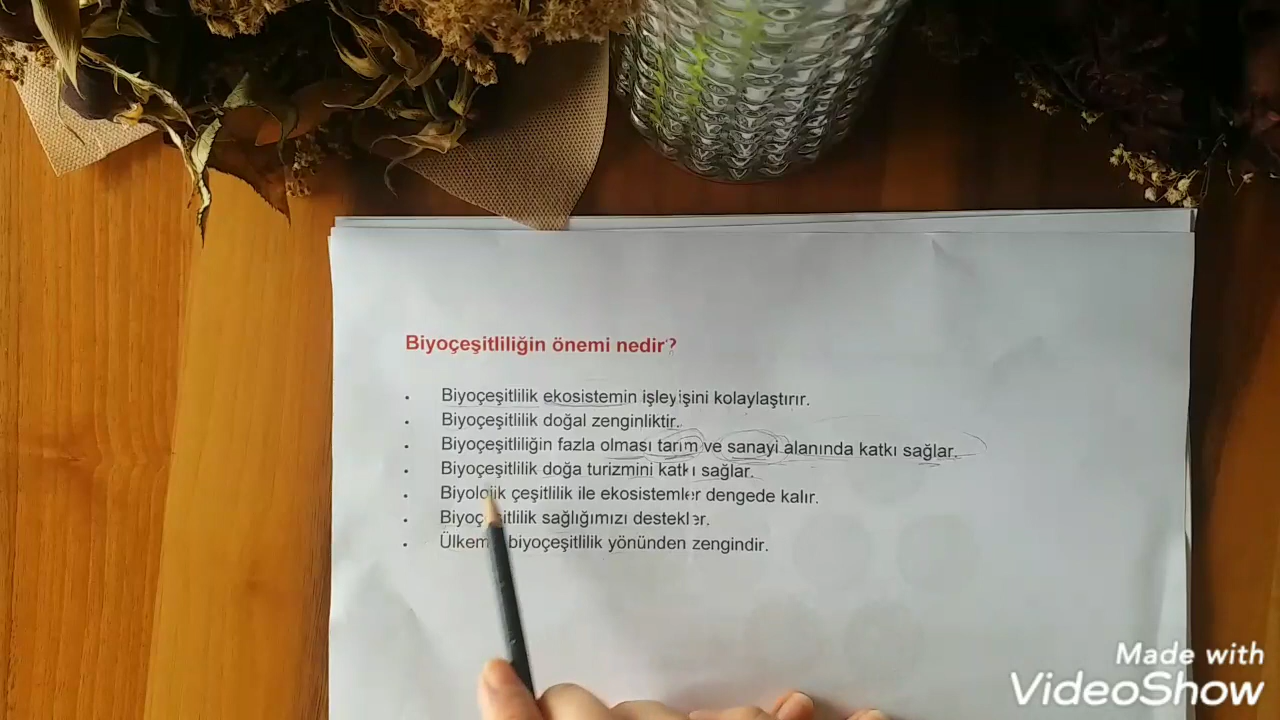 Biyoçeşitliliğin önemi nedir?
Biyoçeşitlilik ekosistemin işleyişini kolaylaştırır.
Biyoçeşitlilik doğal zenginliktir.
Biyoçeşitliliğin fazla olması tarım ve sanayi alanında katkı sağlar.
Biyoçeşitlilik doğa turizmini katkı sağlar.
Biyolojik çeşitlilik ile ekosistemler dengede kalır.
Biyoçeşitlilik sağlığımızı destekler.
biyoçeşitlilik yönünden zengindir.
Made with
VideoShow